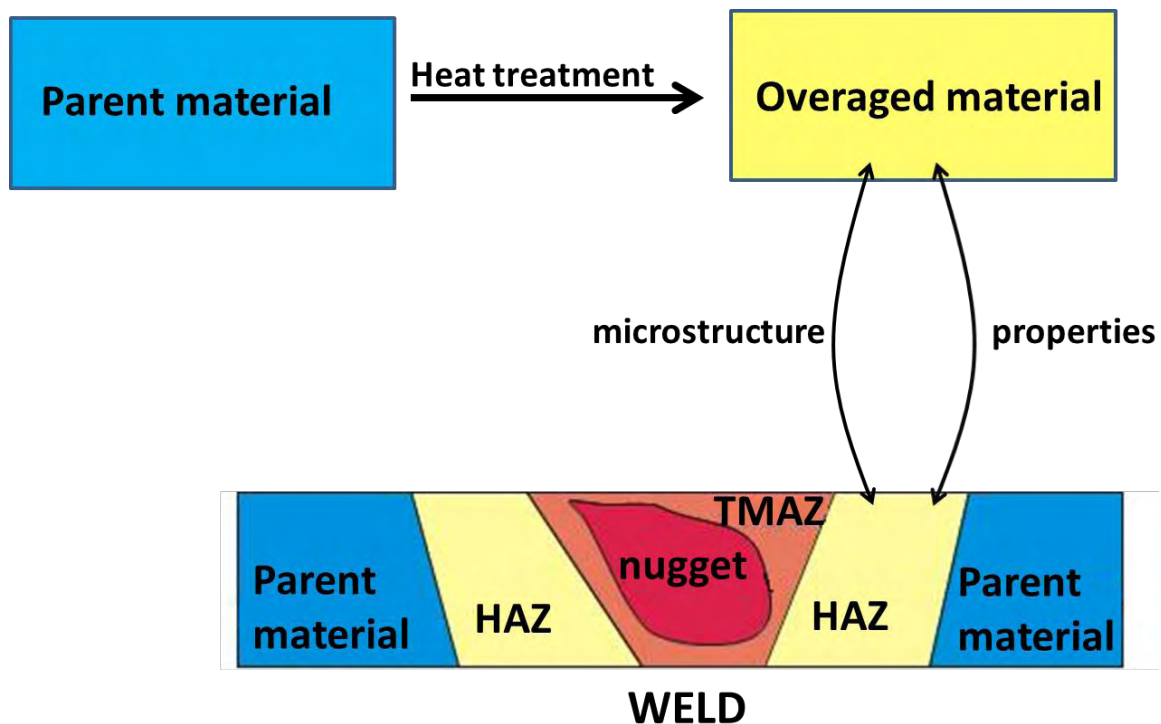 Parent material
Heat treatment
Overaged material
microstructure
properties
TMAZ
nugget
Parent
material
HAZ
HAZ
Parent
material
WELD